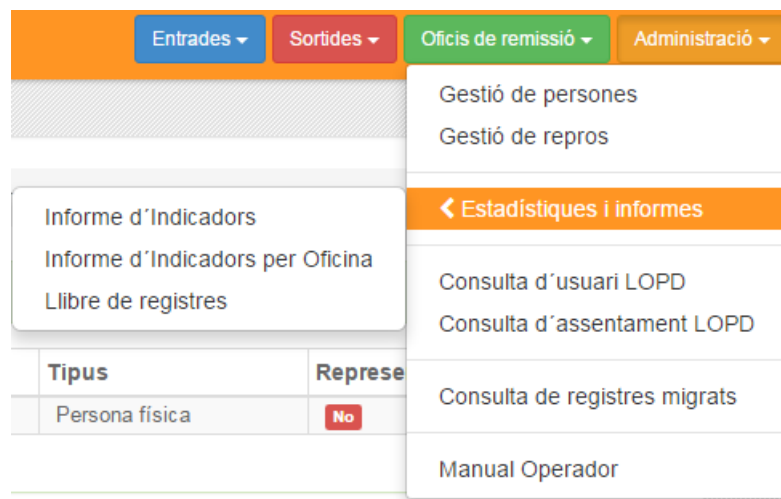 Entrades
Sortides
Oficis de remissió
Administració
Gestió de persones
Gestió de repros
Estadístiques i informes
Informe d´Indicadors
Informe d´Indicadors per Oficina
Llibre de registres
Consulta d´usuari LOPD
Consulta d´assentament LOPD
Consulta de registres migrats
Manual Operador
Tipus
Represe
Persona física
No